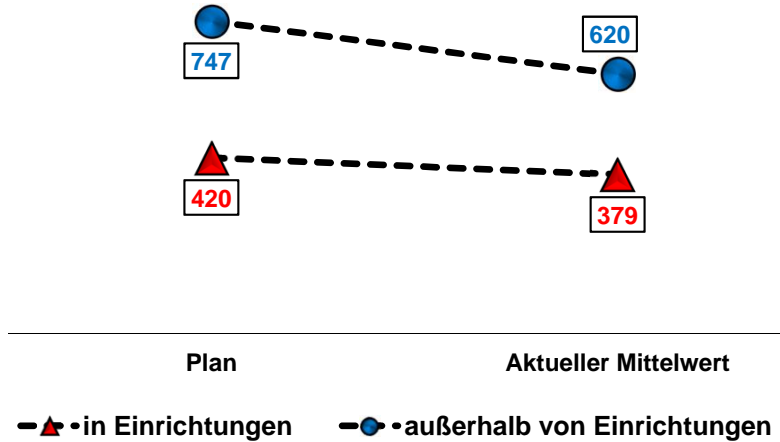 620
747
420
379
Plan Aktueller Mittelwert
in Einrichtungen außerhalb von Einrichtungen